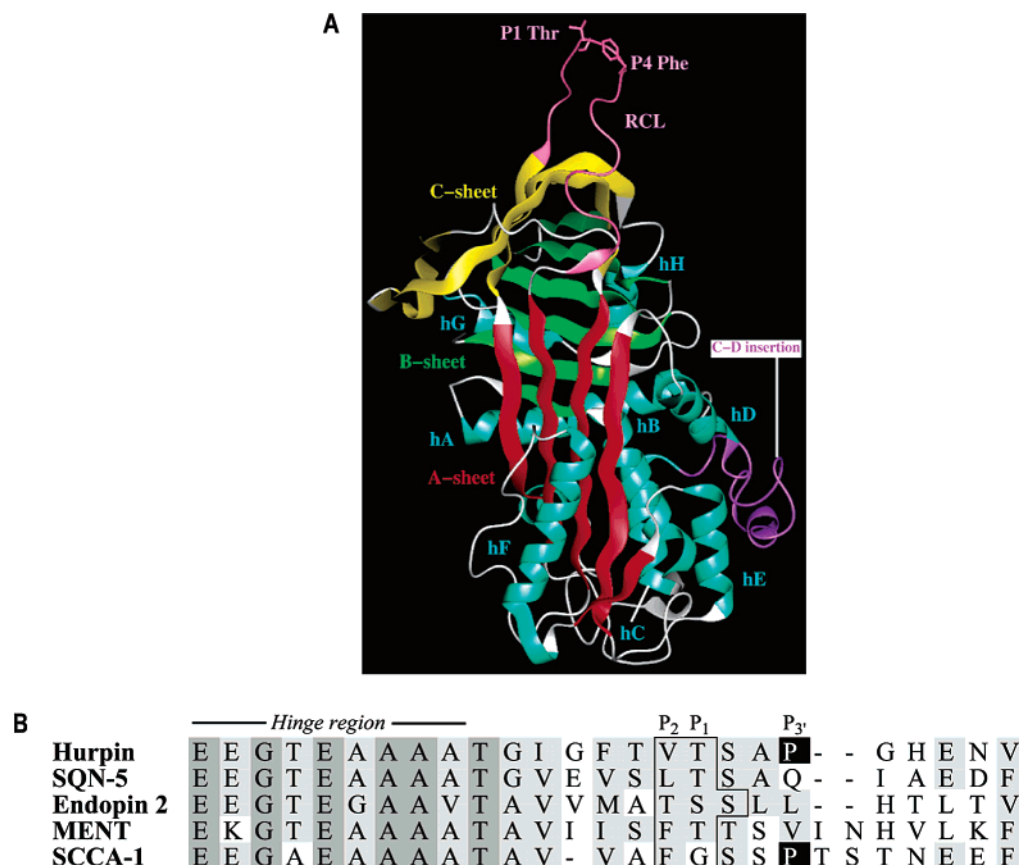 A
P1 Thr
P4 Phe
RCL
C-sheet
hH
hG
C-D insertion
B-sheet
hD
hA
hB
A-sheet
hF
hE
hC
B
Hinge region P2 P1 P3'
Hurpin E E G T E A A A A T G I G F T V T S A P - - G H E N V
SQN-5 E E G T E A A A A T G V E V S L T S A Q - - I A E D F
Endopin 2 E E G T E G A A V T A V V M A T S S L L - - H T L T V
MENT E K G T E A A A A T A V I I S F T T S V I N H V L K F
SCCA-1 E E G A E A A A A T A V - V A F G S S P T S T N E E F